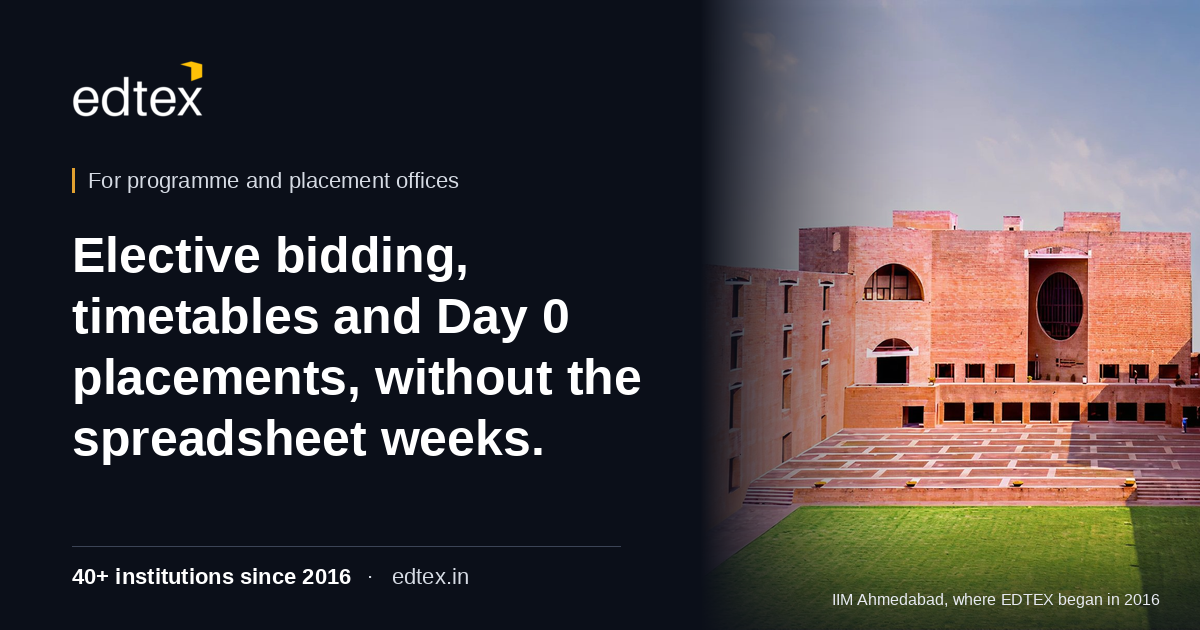 edtex
For programme and placement offices
Elective bidding,
timetables and Day 0
placements, without the
spreadsheet weeks.
40+ institutions since 2016 · edtex.in
IIM Ahmedabad, where EDTEX began in 2016